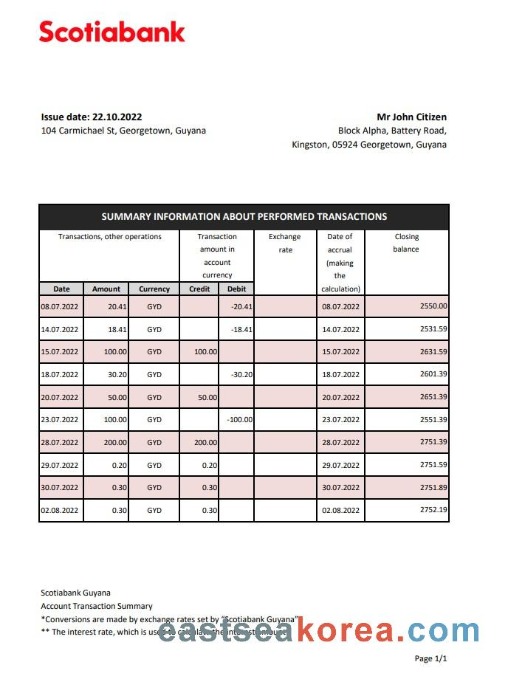 Scotiabank
Issue date: 22.10.2022
104 Carmichael St, Georgetown, Guyana
Mr John Citizen
Block Alpha, Battery Road,
Kingston, 05924 Georgetown, Guyana
SUMMARY INFORMATION ABOUT PERFORMED TRANSACTIONS
Transactions, other operations Transaction amount in account currency Exchange rate Date of accrual (making the calculation) Closing balance
Date Amount Currency Credit Debit
08.07.2022 20.41 GYD -20.41 08.07.2022 2550.00
14.07.2022 18.41 GYD -18.41 14.07.2022 2531.59
15.07.2022 100.00 GYD 100.00 15.07.2022 2631.59
18.07.2022 30.20 GYD -30.20 18.07.2022 2601.39
20.07.2022 50.00 GYD 50.00 20.07.2022 2651.39
23.07.2022 100.00 GYD -100.00 23.07.2022 2551.39
28.07.2022 200.00 GYD 200.00 28.07.2022 2751.39
29.07.2022 0.20 GYD 0.20 29.07.2022 2751.59
30.07.2022 0.30 GYD 0.30 30.07.2022 2751.89
02.08.2022 0.30 GYD 0.30 02.08.2022 2752.19
Scotiabank Guyana
Account Transaction Summary
*Conversions are made by exchange rates set by "Scotiabank Guyana"
** The interest rate, which is used to calculate the interest amount
eastseakorea.com
Page 1/1